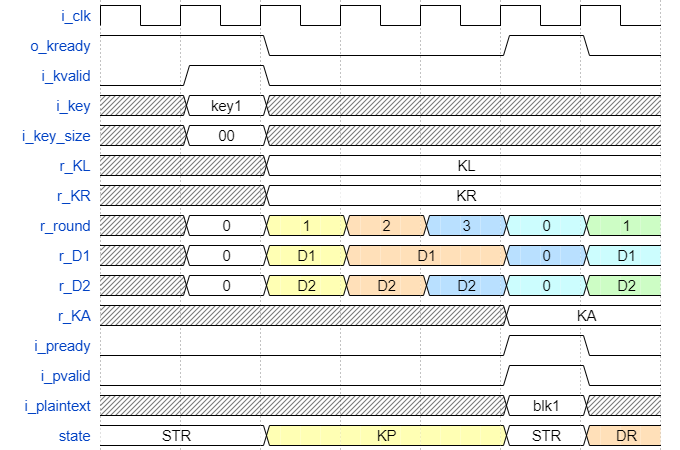 i_clk
o_kready
i_kvalid
i_key key1
i_key_size 00
r_KL KL
r_KR KR
r_round 0 1 2 3 0 1
r_D1 0 D1 D1 0 D1
r_D2 0 D2 D2 D2 0 D2
r_KA KA
i_pready
i_pvalid
i_plaintext blk1
state STR KP STR DR